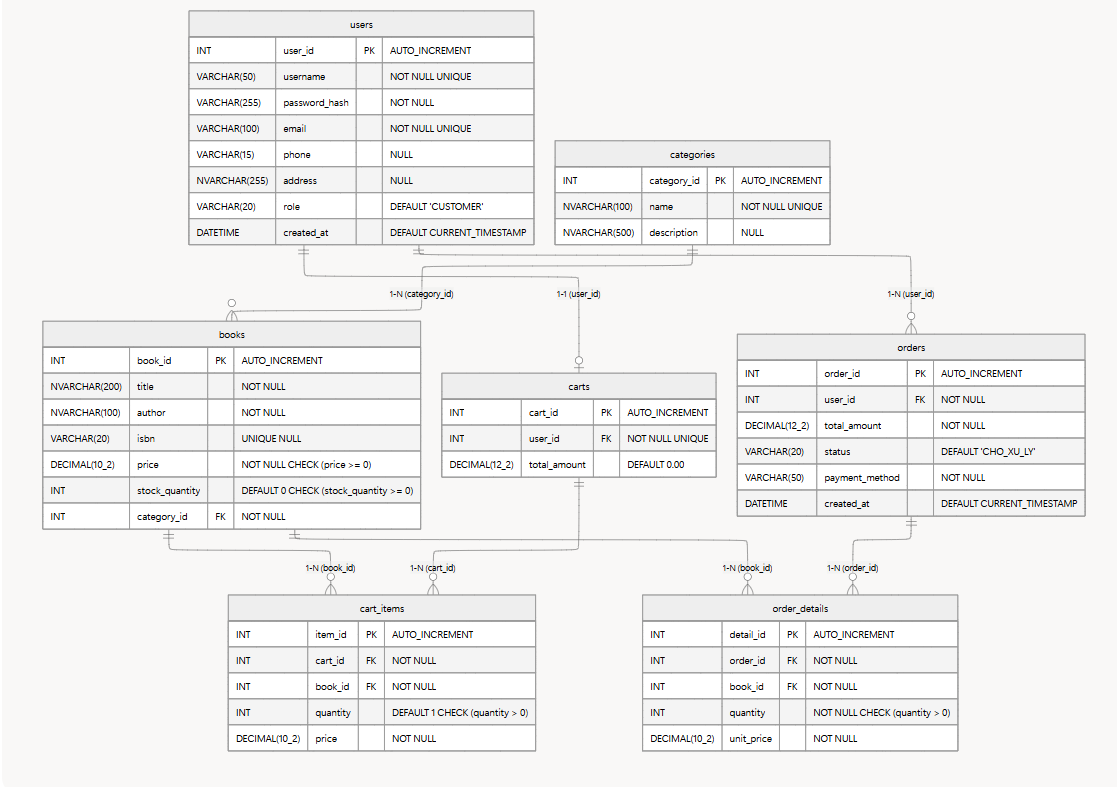 users
INT user_id PK AUTO_INCREMENT
VARCHAR(50) username NOT NULL UNIQUE
VARCHAR(255) password_hash NOT NULL
VARCHAR(100) email NOT NULL UNIQUE
VARCHAR(15) phone NULL
NVARCHAR(255) address NULL
VARCHAR(20) role DEFAULT 'CUSTOMER'
DATETIME created_at DEFAULT CURRENT_TIMESTAMP
categories
INT category_id PK AUTO_INCREMENT
NVARCHAR(100) name NOT NULL UNIQUE
NVARCHAR(500) description NULL
1-N (category_id)
1-1 (user_id)
1-N (user_id)
books
INT book_id PK AUTO_INCREMENT
NVARCHAR(200) title NOT NULL
NVARCHAR(100) author NOT NULL
VARCHAR(20) isbn UNIQUE NULL
DECIMAL(10_2) price NOT NULL CHECK (price >= 0)
INT stock_quantity DEFAULT 0 CHECK (stock_quantity >= 0)
INT category_id FK NOT NULL
carts
INT cart_id PK AUTO_INCREMENT
INT user_id FK NOT NULL UNIQUE
DECIMAL(12_2) total_amount DEFAULT 0.00
orders
INT order_id PK AUTO_INCREMENT
INT user_id FK NOT NULL
DECIMAL(12_2) total_amount NOT NULL
VARCHAR(20) status DEFAULT 'CHO_XU_LY'
VARCHAR(50) payment_method NOT NULL
DATETIME created_at DEFAULT CURRENT_TIMESTAMP
1-N (book_id)
1-N (cart_id)
1-N (book_id)
1-N (order_id)
cart_items
INT item_id PK AUTO_INCREMENT
INT cart_id FK NOT NULL
INT book_id FK NOT NULL
INT quantity DEFAULT 1 CHECK (quantity > 0)
DECIMAL(10_2) price NOT NULL
order_details
INT detail_id PK AUTO_INCREMENT
INT order_id FK NOT NULL
INT book_id FK NOT NULL
INT quantity NOT NULL CHECK (quantity > 0)
DECIMAL(10_2) unit_price NOT NULL